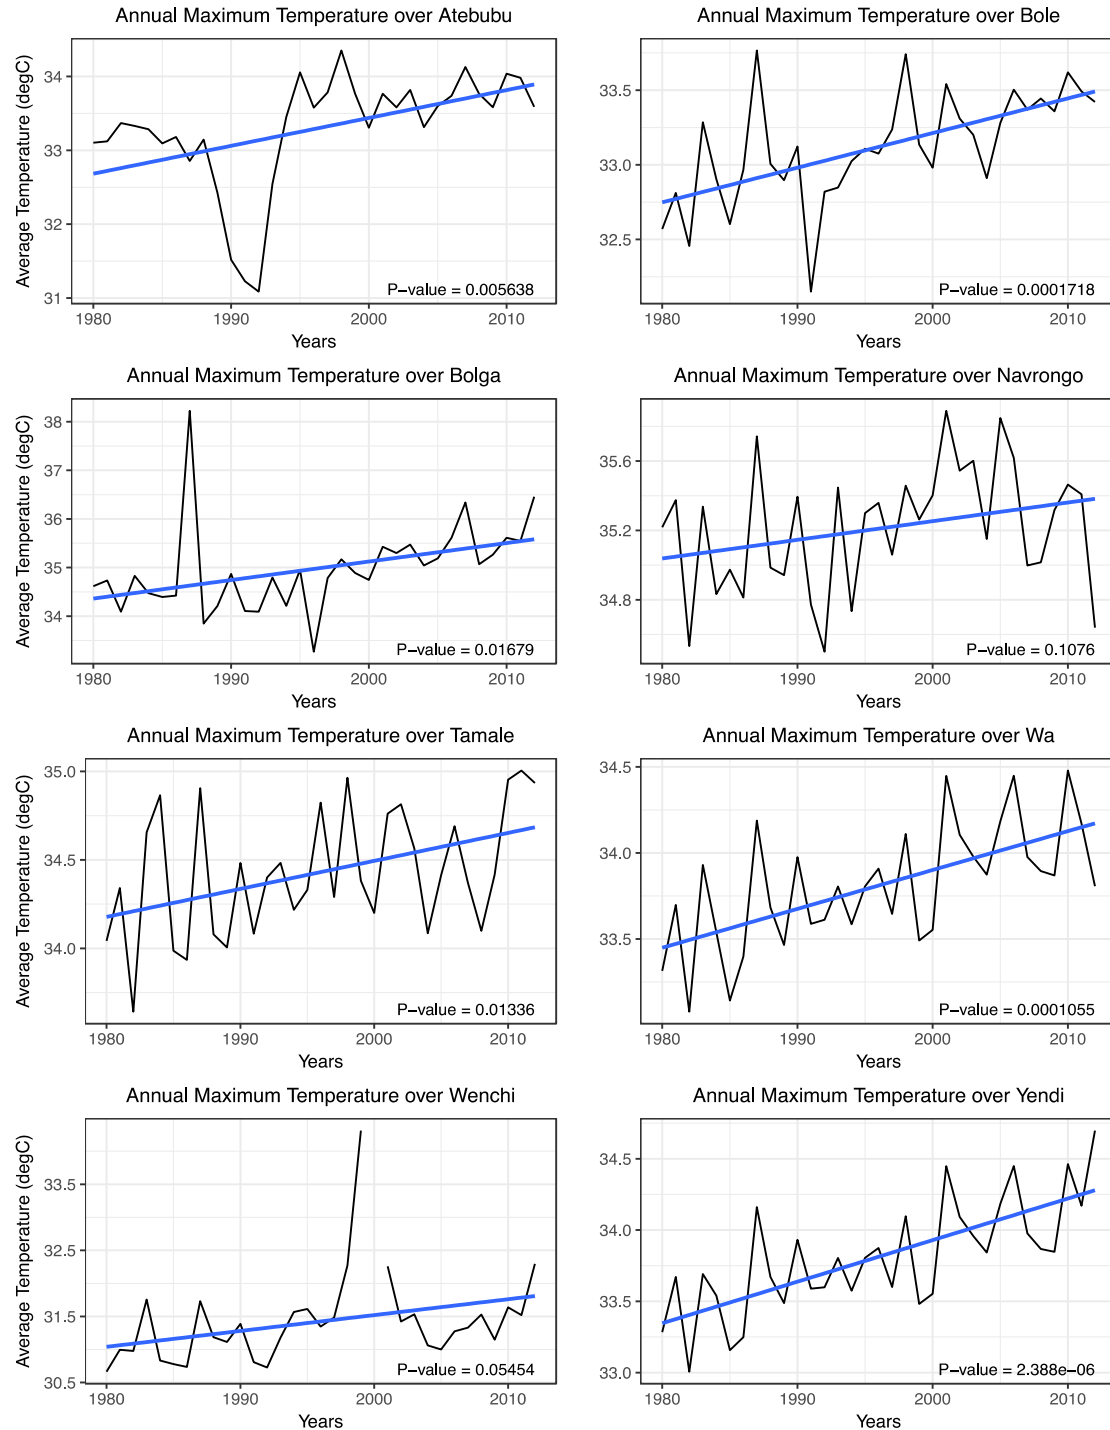 Annual Maximum Temperature over Atebubu
Average Temperature (degC)
34
33
32
31
P−value = 0.005638
1980 1990 2000 2010
Years
Annual Maximum Temperature over Bole
33.5
33.0
32.5
P−value = 0.0001718
1980 1990 2000 2010
Years
Annual Maximum Temperature over Bolga
Average Temperature (degC)
38
37
36
35
34
P−value = 0.01679
1980 1990 2000 2010
Years
Annual Maximum Temperature over Navrongo
35.6
35.2
34.8
P−value = 0.1076
1980 1990 2000 2010
Years
Annual Maximum Temperature over Tamale
Average Temperature (degC)
35.0
34.5
34.0
P−value = 0.01336
1980 1990 2000 2010
Years
Annual Maximum Temperature over Wa
34.5
34.0
33.5
P−value = 0.0001055
1980 1990 2000 2010
Years
Annual Maximum Temperature over Wenchi
Average Temperature (degC)
33.5
32.5
31.5
30.5
P−value = 0.05454
1980 1990 2000 2010
Years
Annual Maximum Temperature over Yendi
34.5
34.0
33.5
33.0
P−value = 2.388e−06
1980 1990 2000 2010
Years